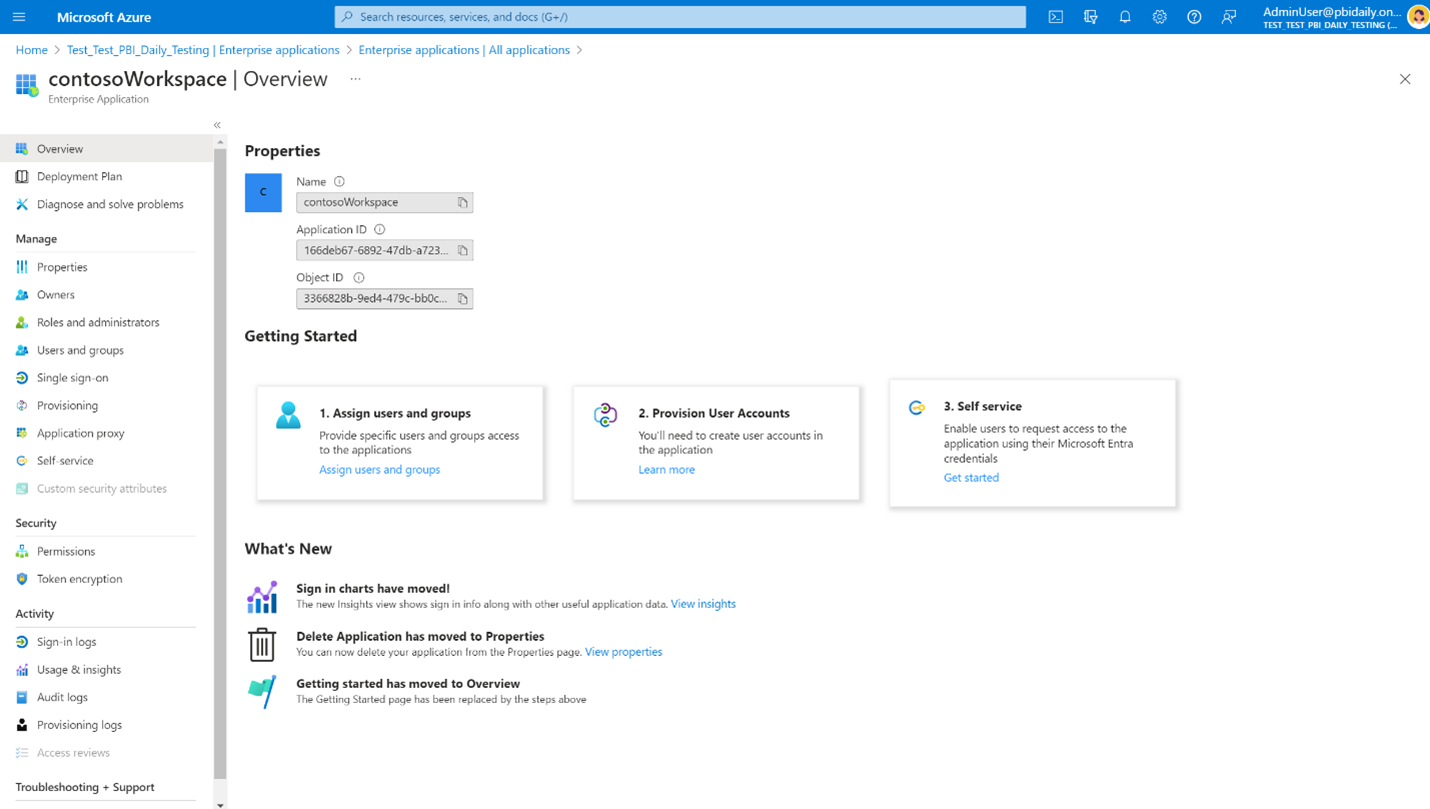 Microsoft Azure
Search resources, services, and docs (G+/)
AdminUser@pbidaily.on...
TEST_TEST_PBI_DAILY_TESTING (...
Home > Test_Test_PBI_Daily_Testing | Enterprise applications > Enterprise applications | All applications >
contosoWorkspace | Overview ...
Enterprise Application
«
Overview
Deployment Plan
Diagnose and solve problems
Manage
Properties
Owners
Roles and administrators
Users and groups
Single sign-on
Provisioning
Application proxy
Self-service
Custom security attributes
Security
Permissions
Token encryption
Activity
Sign-in logs
Usage & insights
Audit logs
Provisioning logs
Access reviews
Troubleshooting + Support
Properties
C
Name
contosoWorkspace
Application ID
166deb67-6892-47db-a723...
Object ID
3366828b-9ed4-479c-bb0c...
Getting Started
1. Assign users and groups
Provide specific users and groups access
to the applications
Assign users and groups
2. Provision User Accounts
You'll need to create user accounts in
the application
Learn more
3. Self service
Enable users to request access to the
application using their Microsoft Entra
credentials
Get started
What's New
Sign in charts have moved!
The new Insights view shows sign in info along with other useful application data. View insights
Delete Application has moved to Properties
You can now delete your application from the Properties page. View properties
Getting started has moved to Overview
The Getting Started page has been replaced by the steps above